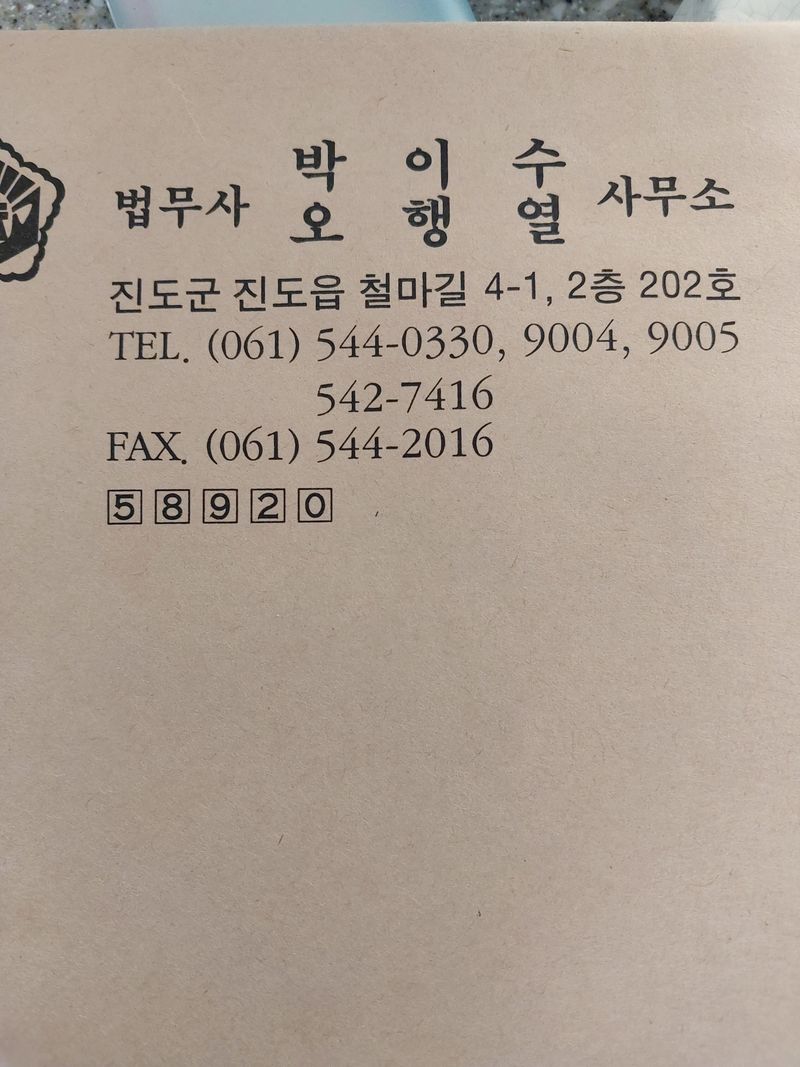 법무사 박이수 오행열 사무소
진도군 진도읍 철마길 4-1, 2층 202호
TEL. (061) 544-0330, 9004, 9005
542-7416
FAX. (061) 544-2016
58920